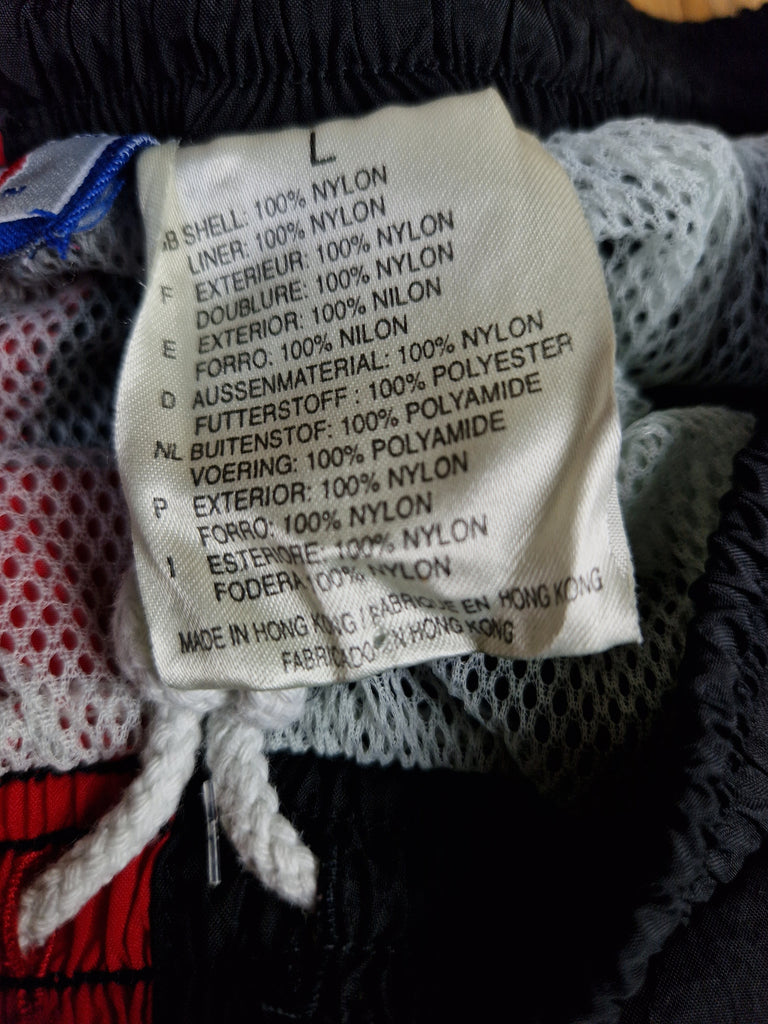 L
GB SHELL: 100% NYLON
LINER: 100% NYLON
F EXTERIEUR: 100% NYLON
DOUBLURE: 100% NYLON
E EXTERIOR: 100% NILON
FORRO: 100% NILON
D AUSSENMATERIAL: 100% NYLON
FUTTERSTOFF : 100% POLYESTER
NL BUITENSTOF: 100% POLYAMIDE
VOERING: 100% POLYAMIDE
P EXTERIOR: 100% NYLON
FORRO: 100% NYLON
I ESTERIORE: 100% NYLON
FODERA: 100% NYLON
MADE IN HONG KONG / FABRIQUE EN HONG KONG
FABRICADO EN HONG KONG